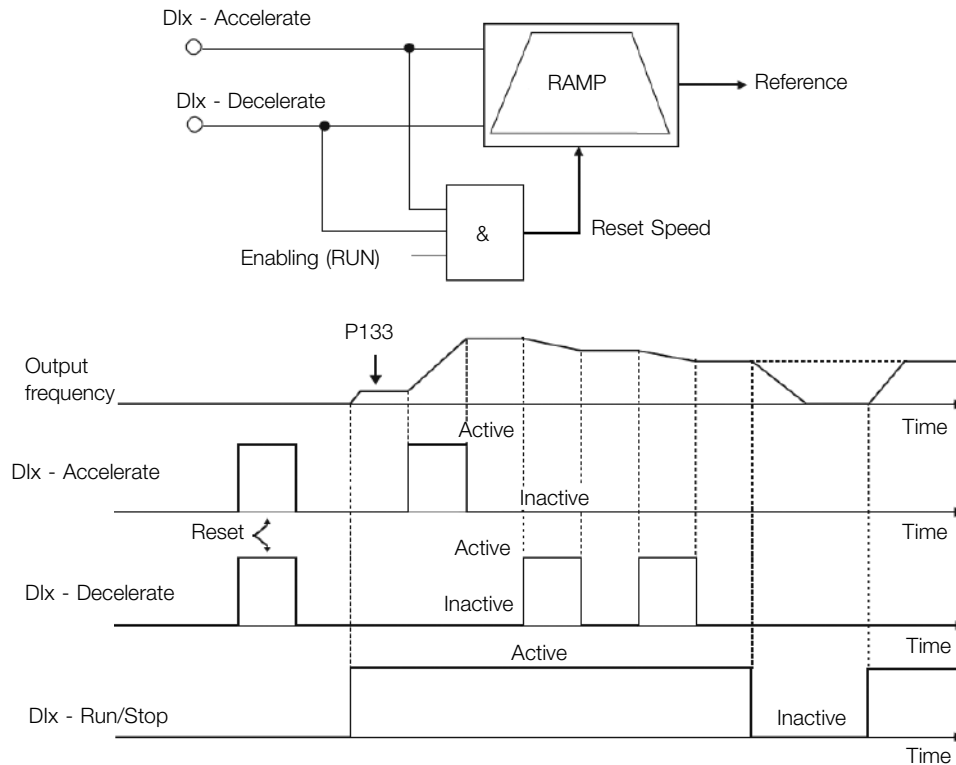 DIx - Accelerate
RAMP
Reference
DIx - Decelerate
&
Reset Speed
Enabling (RUN)
P133
Output
frequency
Time
Active
DIx - Accelerate
Inactive
Time
Reset
Active
DIx - Decelerate
Inactive
Time
Active
DIx - Run/Stop
Inactive
Time